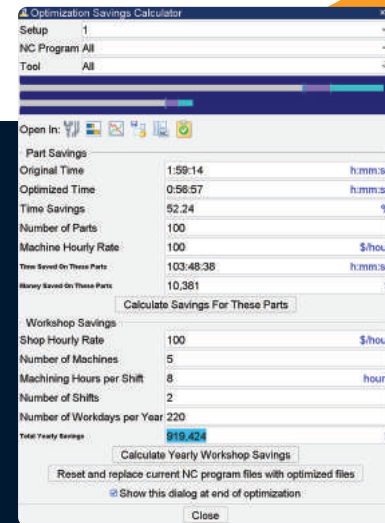 Optimization Savings Calculator
Setup 1
NC Program All
Tool All
Open In:
Part Savings
Original Time 1:59:14 h:mm:s
Optimized Time 0:56:57 h:mm:s
Time Savings 52.24
Number of Parts 100
Machine Hourly Rate 100 $/hou
Time Saved On These Parts 103:48:38 h:mm:s
Money Saved On These Parts 10,381
Calculate Savings For These Parts
Workshop Savings
Shop Hourly Rate 100 $/hou
Number of Machines 5
Machining Hours per Shift 8 hour
Number of Shifts 2
Number of Workdays per Year 220
Total Yearly Savings 919,424
Calculate Yearly Workshop Savings
Reset and replace current NC program files with optimized files
Show this dialog at end of optimization
Close